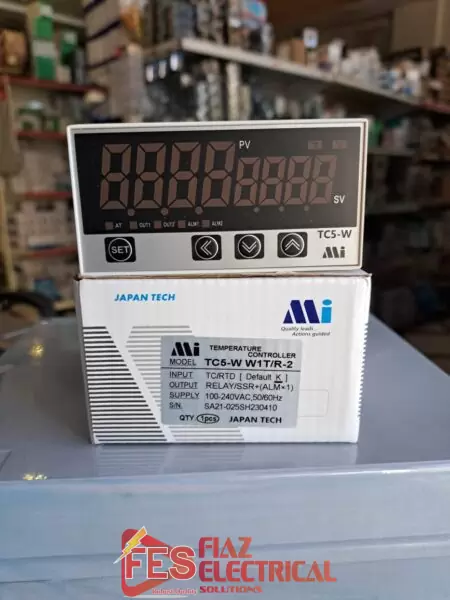 8888 PV
8888 SV
AT OUT1 OUT2 ALM1 ALM2
TC5-W
SET
Mi
JAPAN TECH
Mi
Quality leads
Actions guided
Mi TEMPERATURE CONTROLLER
MODEL TC5-W W1T/R-2
INPUT TC/RTD [ Default K ]
OUTPUT RELAY/SSR+(ALM×1)
SUPPLY 100-240VAC,50/60Hz
S/N SA21-025SH230410
QTY 1pcs JAPAN TECH
FES FIAZ
ELECTRICAL
SOLUTIONS